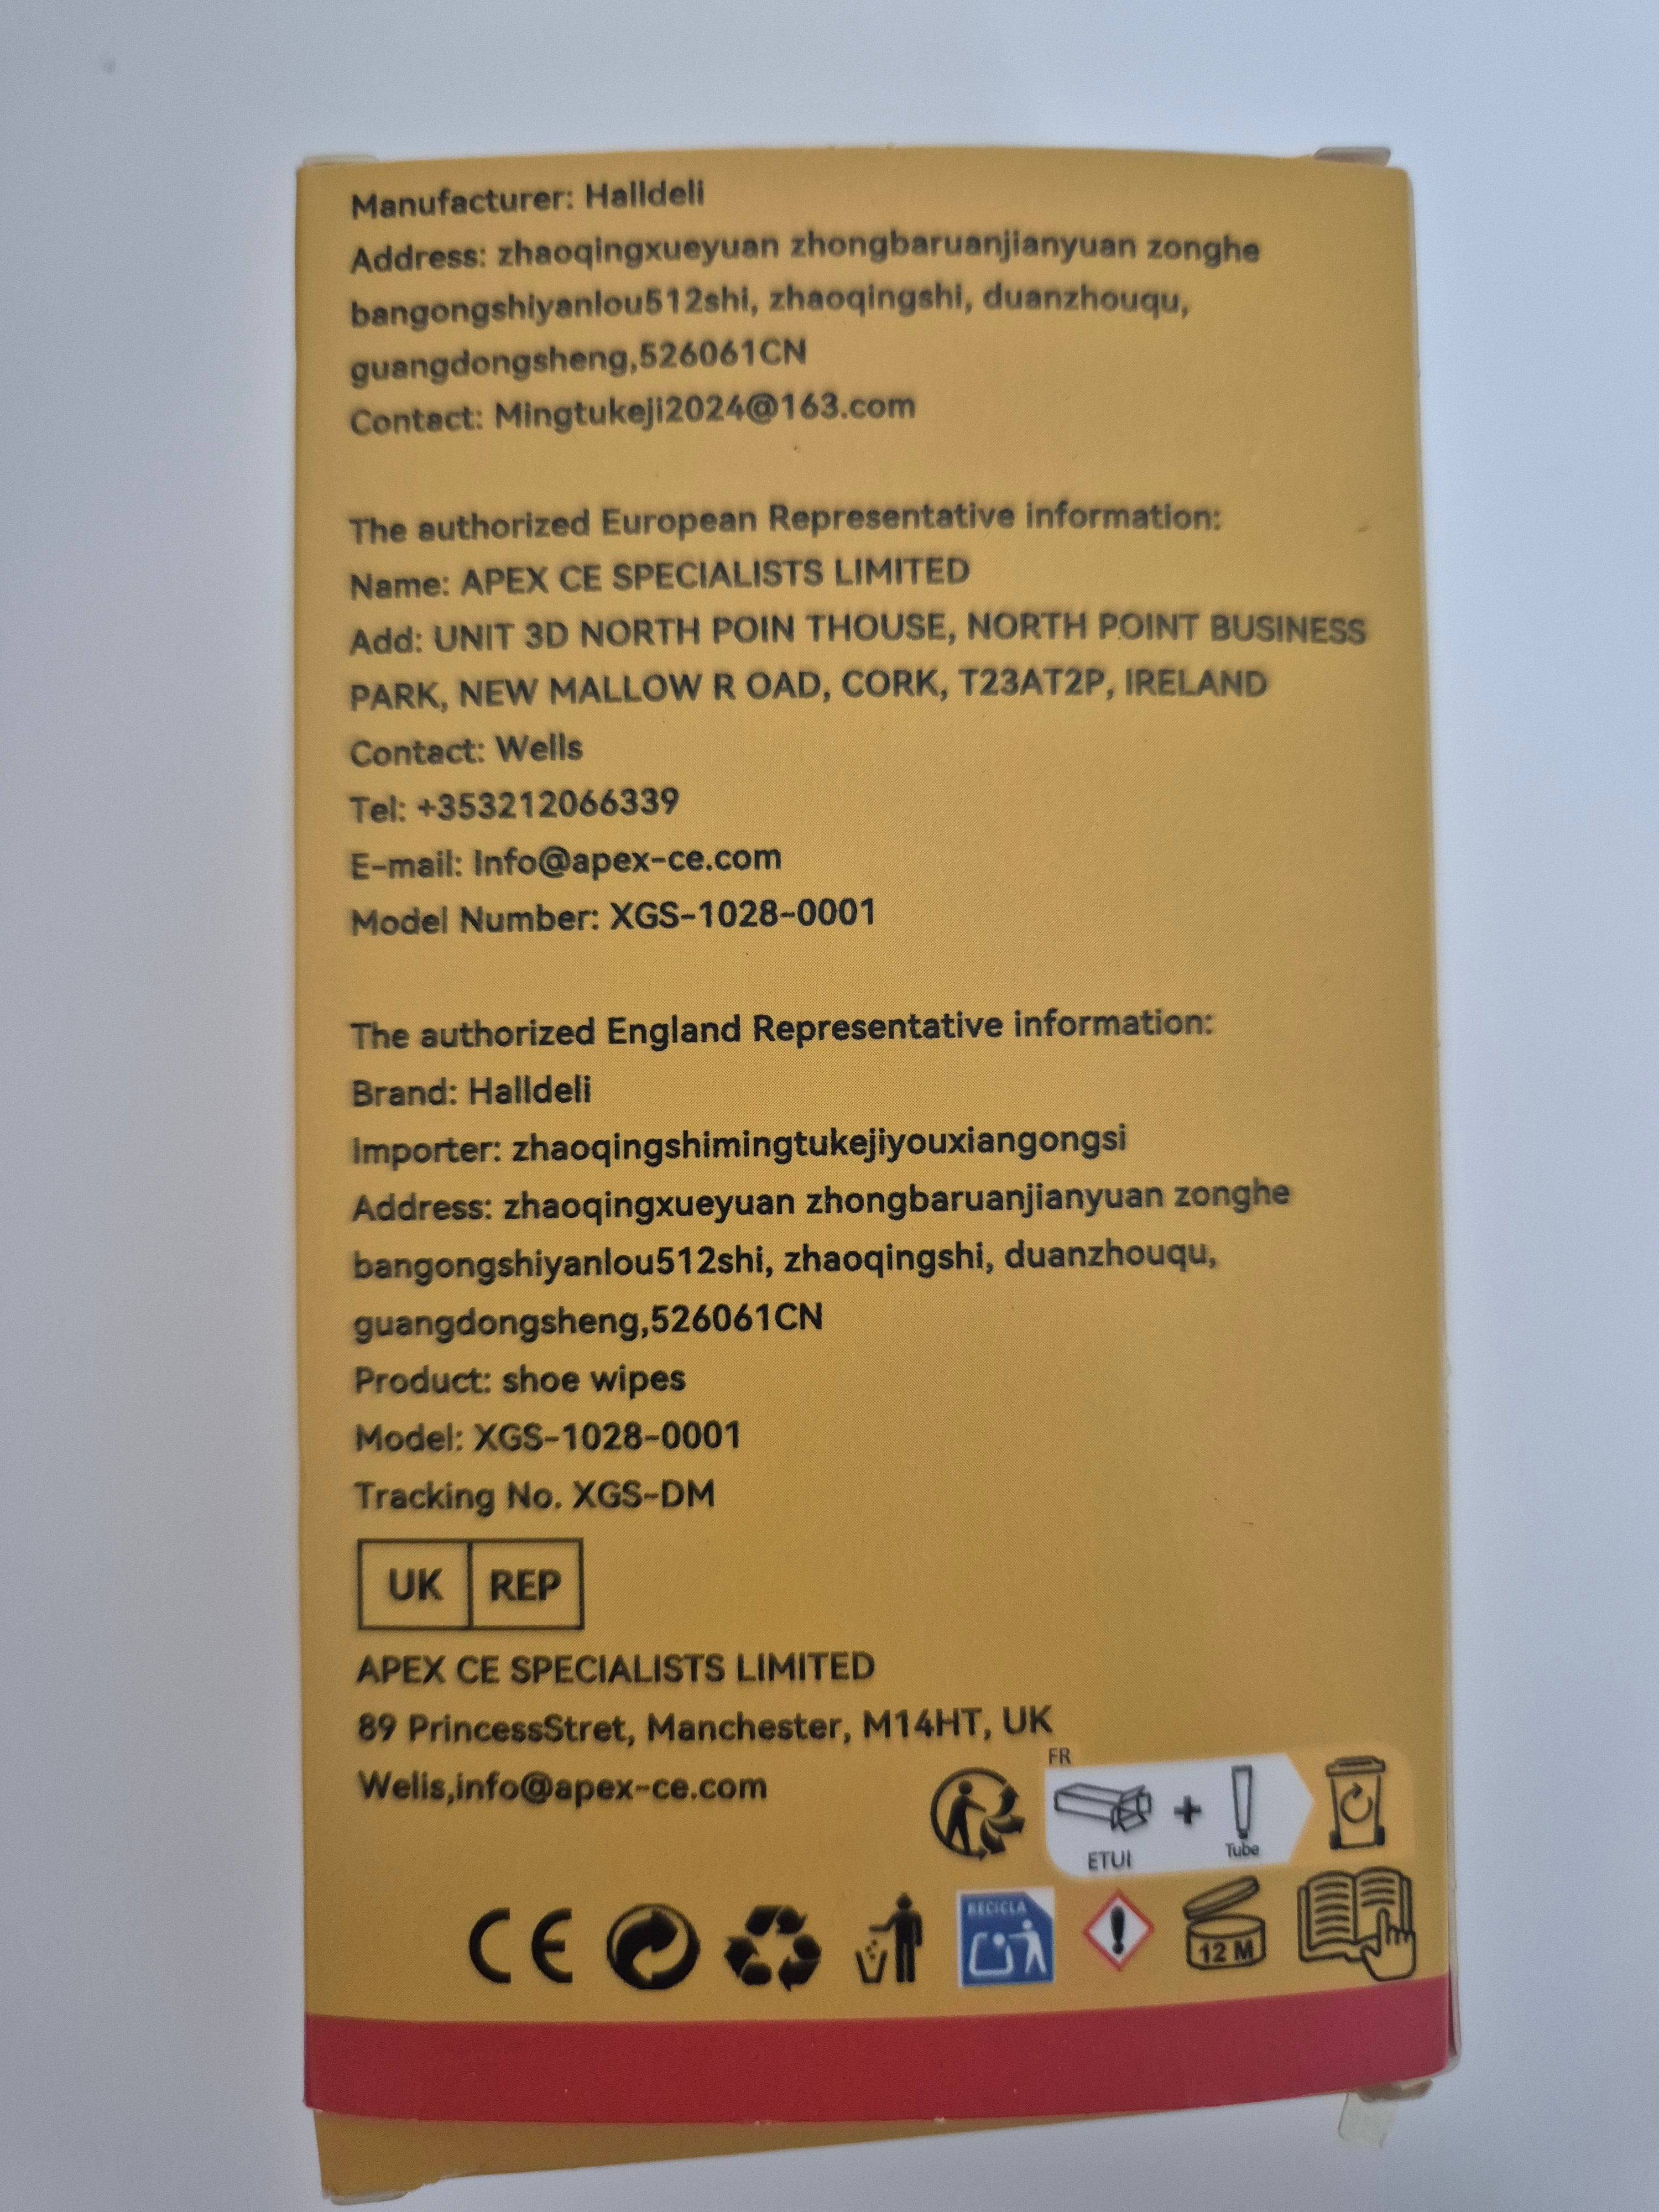 Manufacturer: Halldeli
Address: zhaoqingxueyuan zhongbaruanjianyuan zonghe
bangongshiyanlou512shi, zhaoqingshi, duanzhouqu,
guangdongsheng,526061CN
Contact: Mingtukeji2024@163.com
The authorized European Representative information:
Name: APEX CE SPECIALISTS LIMITED
Add: UNIT 3D NORTH POIN THOUSE, NORTH POINT BUSINESS
PARK, NEW MALLOW R OAD, CORK, T23AT2P, IRELAND
Contact: Wells
Tel: +353212066339
E-mail: Info@apex-ce.com
Model Number: XGS-1028-0001
The authorized England Representative information:
Brand: Halldeli
Importer: zhaoqingshimingtukejiyouxiangongsi
Address: zhaoqingxueyuan zhongbaruanjianyuan zonghe
bangongshiyanlou512shi, zhaoqingshi, duanzhouqu,
guangdongsheng,526061CN
Product: shoe wipes
Model: XGS-1028-0001
Tracking No. XGS-DM
UK REP
APEX CE SPECIALISTS LIMITED
89 PrincessStret, Manchester, M14HT, UK
Welis,info@apex-ce.com
FR
+
ETUI Tube
CE
RECICLA
12 M